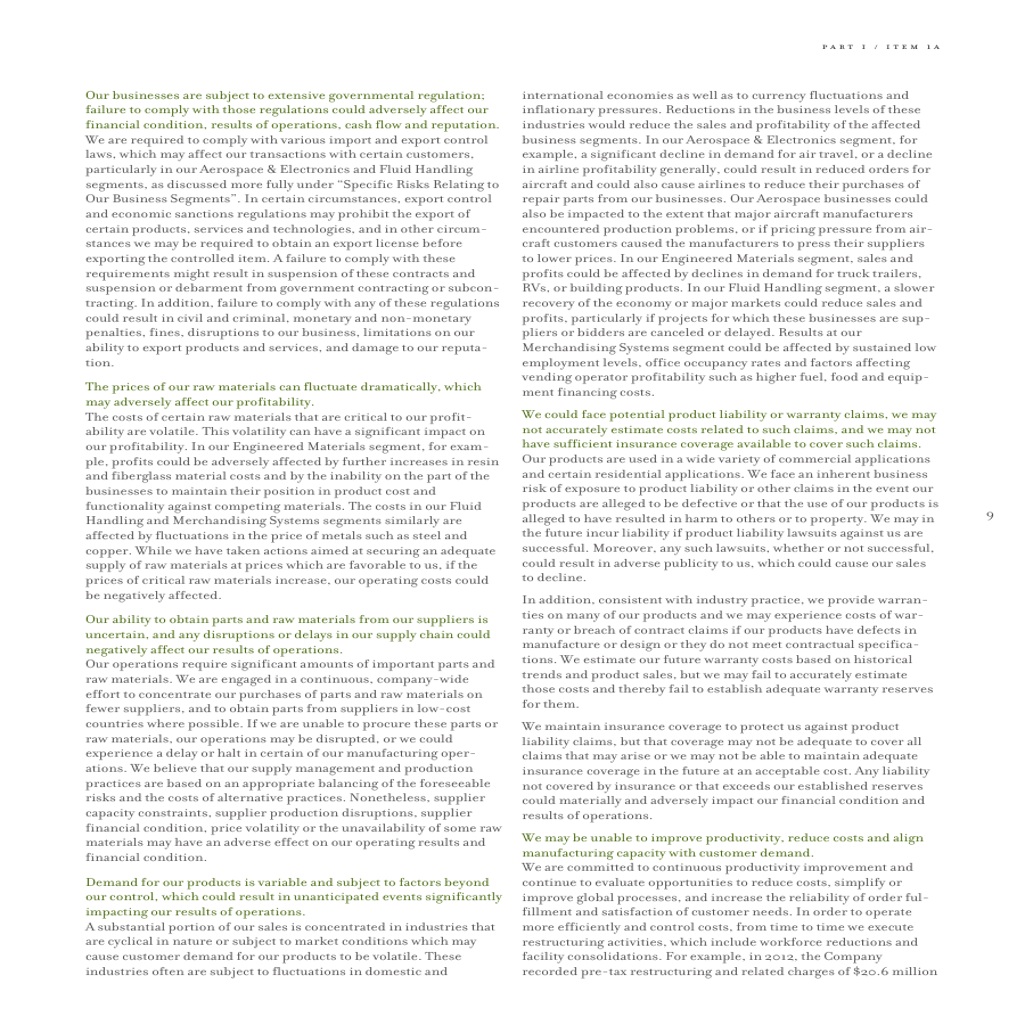 PART I / ITEM 1A
Our businesses are subject to extensive governmental regulation;
failure to comply with those regulations could adversely affect our
financial condition, results of operations, cash flow and reputation.
We are required to comply with various import and export control
laws, which may affect our transactions with certain customers,
particularly in our Aerospace & Electronics and Fluid Handling
segments, as discussed more fully under “Specific Risks Relating to
Our Business Segments”. In certain circumstances, export control
and economic sanctions regulations may prohibit the export of
certain products, services and technologies, and in other circum-
stances we may be required to obtain an export license before
exporting the controlled item. A failure to comply with these
requirements might result in suspension of these contracts and
suspension or debarment from government contracting or subcon-
tracting. In addition, failure to comply with any of these regulations
could result in civil and criminal, monetary and non-monetary
penalties, fines, disruptions to our business, limitations on our
ability to export products and services, and damage to our reputa-
tion.
The prices of our raw materials can fluctuate dramatically, which
may adversely affect our profitability.
The costs of certain raw materials that are critical to our profit-
ability are volatile. This volatility can have a significant impact on
our profitability. In our Engineered Materials segment, for exam-
ple, profits could be adversely affected by further increases in resin
and fiberglass material costs and by the inability on the part of the
businesses to maintain their position in product cost and
functionality against competing materials. The costs in our Fluid
Handling and Merchandising Systems segments similarly are
affected by fluctuations in the price of metals such as steel and
copper. While we have taken actions aimed at securing an adequate
supply of raw materials at prices which are favorable to us, if the
prices of critical raw materials increase, our operating costs could
be negatively affected.
Our ability to obtain parts and raw materials from our suppliers is
uncertain, and any disruptions or delays in our supply chain could
negatively affect our results of operations.
Our operations require significant amounts of important parts and
raw materials. We are engaged in a continuous, company-wide
effort to concentrate our purchases of parts and raw materials on
fewer suppliers, and to obtain parts from suppliers in low-cost
countries where possible. If we are unable to procure these parts or
raw materials, our operations may be disrupted, or we could
experience a delay or halt in certain of our manufacturing oper-
ations. We believe that our supply management and production
practices are based on an appropriate balancing of the foreseeable
risks and the costs of alternative practices. Nonetheless, supplier
capacity constraints, supplier production disruptions, supplier
financial condition, price volatility or the unavailability of some raw
materials may have an adverse effect on our operating results and
financial condition.
Demand for our products is variable and subject to factors beyond
our control, which could result in unanticipated events significantly
impacting our results of operations.
A substantial portion of our sales is concentrated in industries that
are cyclical in nature or subject to market conditions which may
cause customer demand for our products to be volatile. These
industries often are subject to fluctuations in domestic and
international economies as well as to currency fluctuations and
inflationary pressures. Reductions in the business levels of these
industries would reduce the sales and profitability of the affected
business segments. In our Aerospace & Electronics segment, for
example, a significant decline in demand for air travel, or a decline
in airline profitability generally, could result in reduced orders for
aircraft and could also cause airlines to reduce their purchases of
repair parts from our businesses. Our Aerospace businesses could
also be impacted to the extent that major aircraft manufacturers
encountered production problems, or if pricing pressure from air-
craft customers caused the manufacturers to press their suppliers
to lower prices. In our Engineered Materials segment, sales and
profits could be affected by declines in demand for truck trailers,
RVs, or building products. In our Fluid Handling segment, a slower
recovery of the economy or major markets could reduce sales and
profits, particularly if projects for which these businesses are sup-
pliers or bidders are canceled or delayed. Results at our
Merchandising Systems segment could be affected by sustained low
employment levels, office occupancy rates and factors affecting
vending operator profitability such as higher fuel, food and equip-
ment financing costs.
We could face potential product liability or warranty claims, we may
not accurately estimate costs related to such claims, and we may not
have sufficient insurance coverage available to cover such claims.
Our products are used in a wide variety of commercial applications
and certain residential applications. We face an inherent business
risk of exposure to product liability or other claims in the event our
products are alleged to be defective or that the use of our products is
alleged to have resulted in harm to others or to property. We may in
the future incur liability if product liability lawsuits against us are
successful. Moreover, any such lawsuits, whether or not successful,
could result in adverse publicity to us, which could cause our sales
to decline.
In addition, consistent with industry practice, we provide warran-
ties on many of our products and we may experience costs of war-
ranty or breach of contract claims if our products have defects in
manufacture or design or they do not meet contractual specifica-
tions. We estimate our future warranty costs based on historical
trends and product sales, but we may fail to accurately estimate
those costs and thereby fail to establish adequate warranty reserves
for them.
We maintain insurance coverage to protect us against product
liability claims, but that coverage may not be adequate to cover all
claims that may arise or we may not be able to maintain adequate
insurance coverage in the future at an acceptable cost. Any liability
not covered by insurance or that exceeds our established reserves
could materially and adversely impact our financial condition and
results of operations.
We may be unable to improve productivity, reduce costs and align
manufacturing capacity with customer demand.
We are committed to continuous productivity improvement and
continue to evaluate opportunities to reduce costs, simplify or
improve global processes, and increase the reliability of order ful-
fillment and satisfaction of customer needs. In order to operate
more efficiently and control costs, from time to time we execute
restructuring activities, which include workforce reductions and
facility consolidations. For example, in 2012, the Company
recorded pre-tax restructuring and related charges of $20.6 million
9